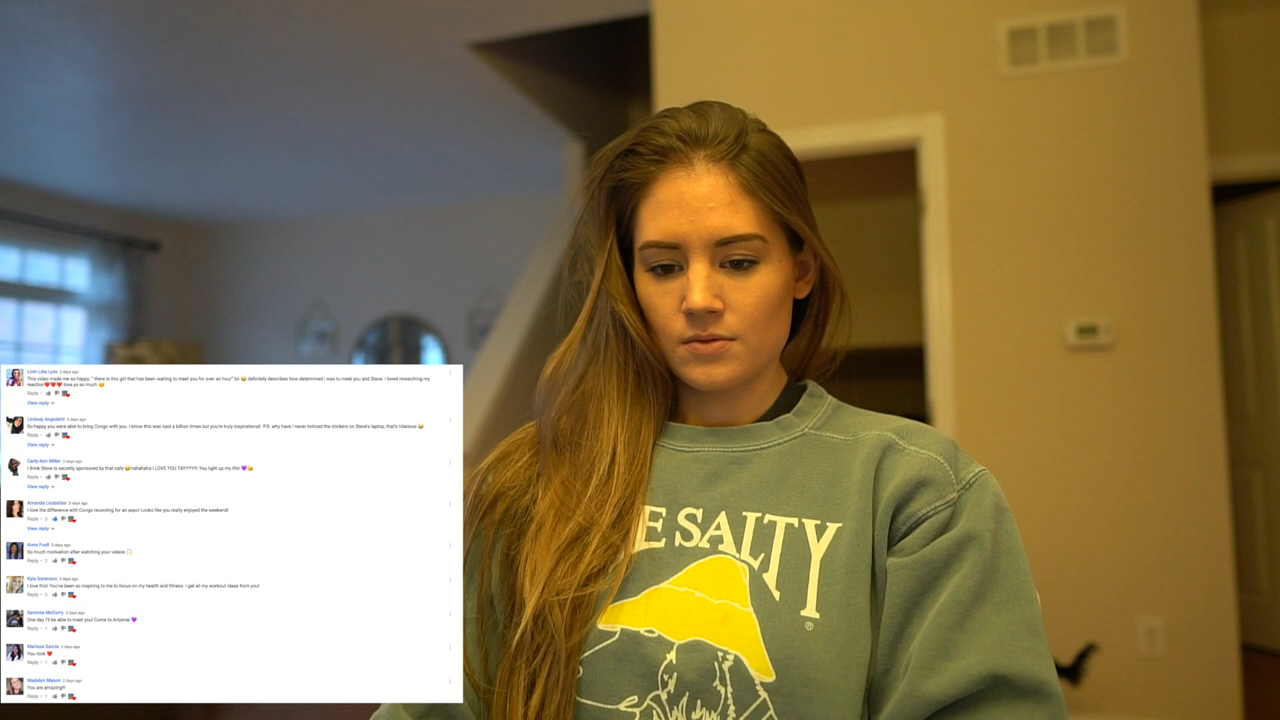 Livin Like Lyss 3 days ago
This video made me so happy. " there is this girl that has been waiting to meet you for over an hour" lol 😂 definitely describes how determined I was to meet you and Steve. I loved rewatching my
reaction❤❤❤ love ya so much 😊
Reply •
View reply
Lindsay Angioletti 3 days ago
So happy you were able to bring Congo with you. I know this was said a billion times but you're truly inspirational! P.S. why have I never noticed the stickers on Steve's laptop, that's hilarious 😂
Reply •
View reply
Carly-Ann Miller 3 days ago
I think Steve is secretly sponsored by that cafe 😂hahahaha I LOVE YOU TAYYYY!! You light up my life! 💜😘
Reply •
View reply
Amanda 3 days ago
I love the difference with Congo recording for an expo! Looks like you really enjoyed the weekend!
Reply • 2
View reply
Anna Fuell 3 days ago
So much motivation after watching your videos
Reply • 2
Kyla Sorenson 3 days ago
I love this! You've been so inspiring to me to focus on my health and fitness. I get all my workout ideas from you!
Reply • 2
Sammie McCurry 3 days ago
One day I'll be able to meet you! Come to Arizona! 💜
Reply • 1
Marissa Garcia 3 days ago
You rock ❤
Reply • 1
Madelyn Mason 3 days ago
You are amazing!!!
Reply • 1
E SALTY
®